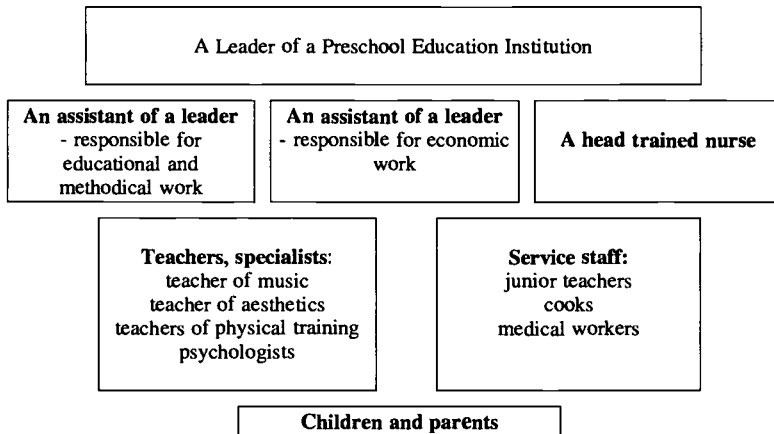 A Leader of a Preschool Education Institution
An assistant of a leader
- responsible for
educational and
methodical work
An assistant of a leader
- responsible for economic
work
A head trained nurse
Teachers, specialists:
teacher of music
teacher of aesthetics
teachers of physical training
psychologists
Service staff:
junior teachers
cooks
medical workers
Children and parents